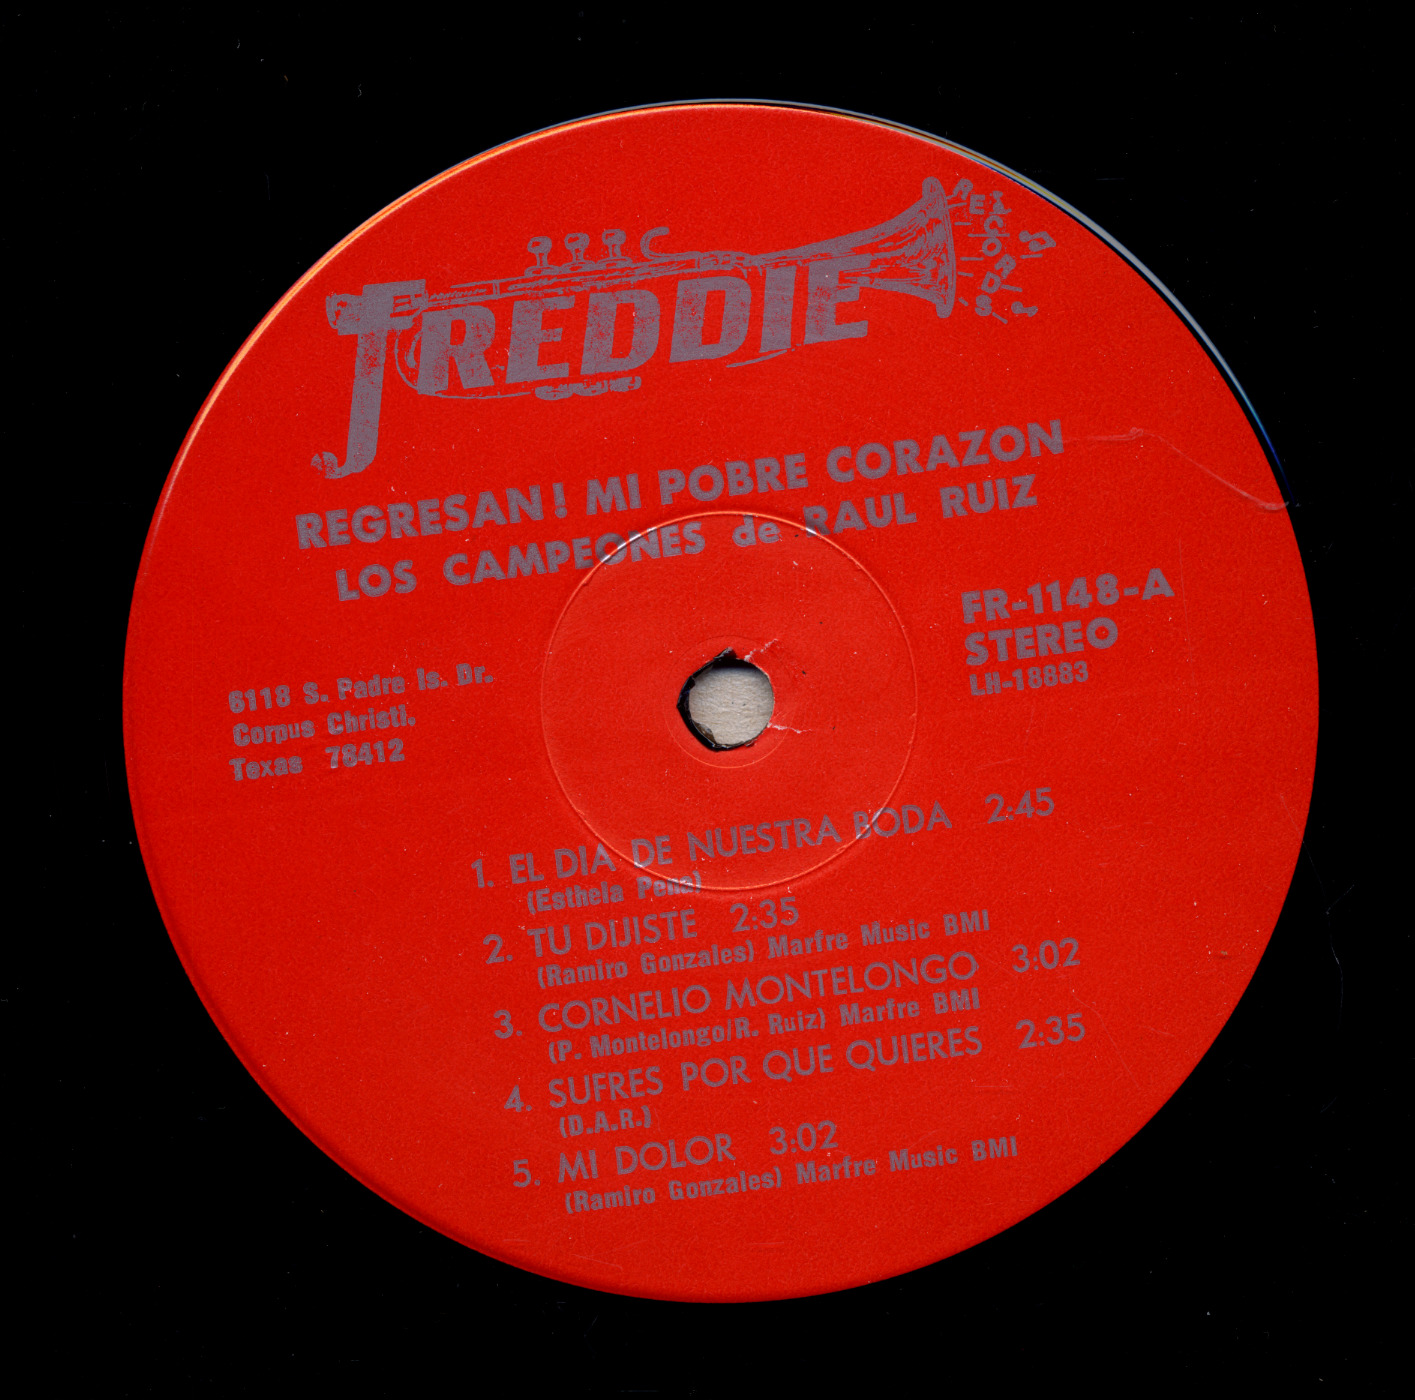 FREDDIE
RECORDS
REGRESAN! MI POBRE CORAZON
LOS CAMPEONES de RAUL RUIZ
FR-1148-A
STEREO
LH-18883
6118 S. Padre Is. Dr.
Corpus Christi,
Texas 78412
1. EL DIA DE NUESTRA BODA 2:45
(Esthela Pena)
2. TU DIJISTE 2:35
(Ramiro Gonzales) Marfre Music BMI
3. CORNELIO MONTELONGO 3:02
(P. Montelongo/R. Ruiz) Marfre BMI
4. SUFRES POR QUE QUIERES 2:35
(D.A.R.)
5. MI DOLOR 3:02
(Ramiro Gonzales) Marfre Music BMI